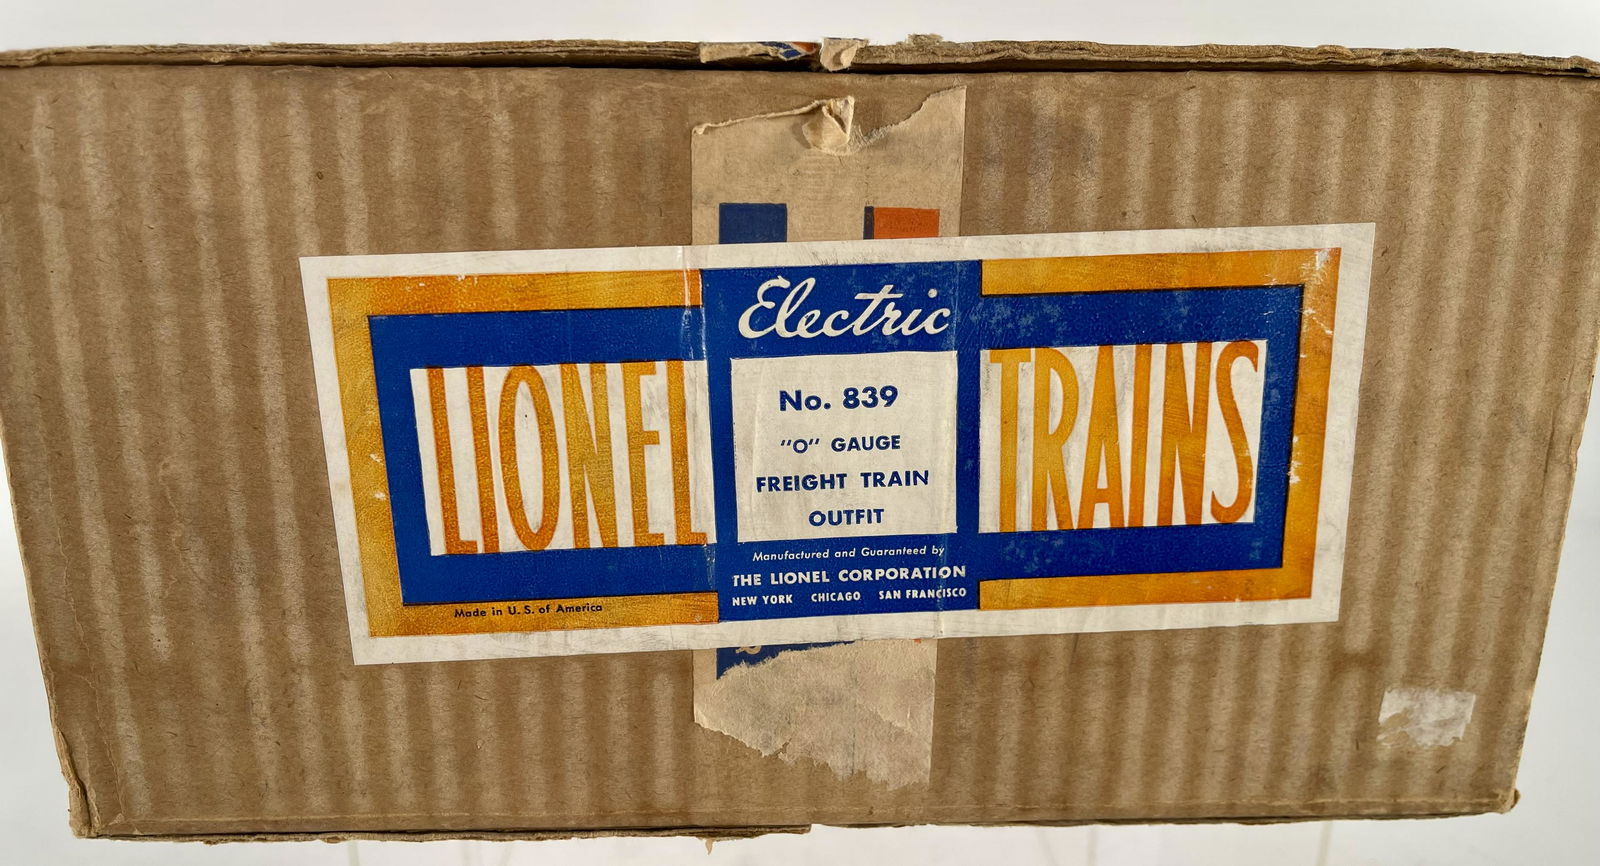 Electric
LIONEL TRAINS
No. 839
"O" GAUGE
FREIGHT TRAIN
OUTFIT
Manufactured and Guaranteed by
THE LIONEL CORPORATION
NEW YORK CHICAGO SAN FRANCISCO
Made in U. S. of America